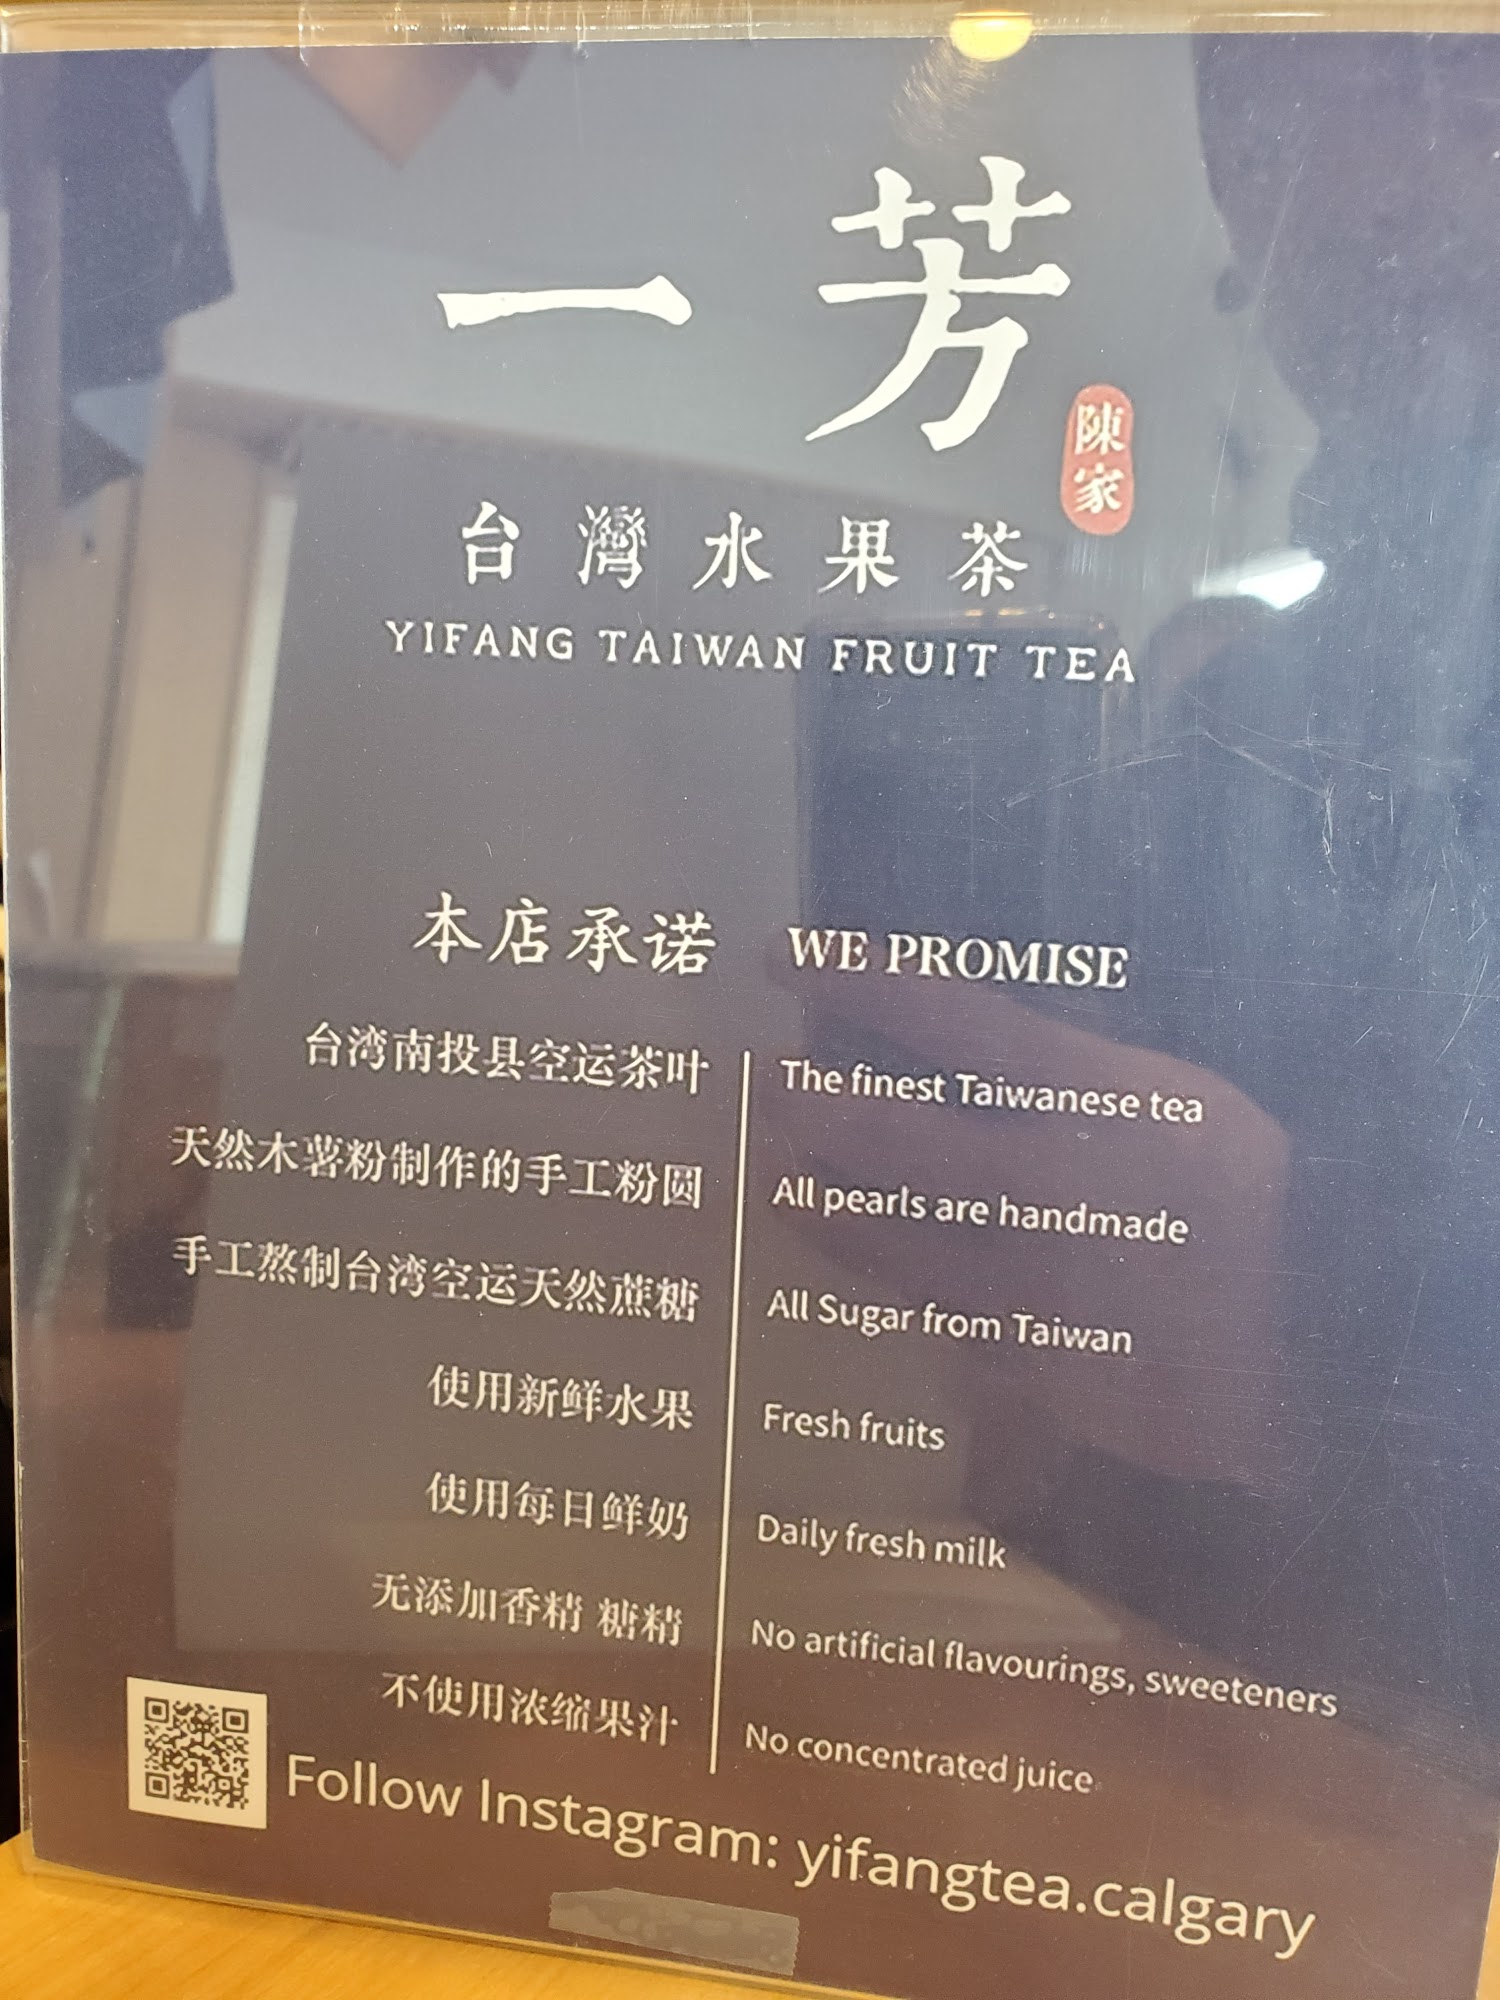 一芳
陳家
台灣水果茶
YIFANG TAIWAN FRUIT TEA
本店承诺 WE PROMISE
台湾南投县空运茶叶 The finest Taiwanese tea
天然木薯粉制作的手工粉圆 All pearls are handmade
手工熬制台湾空运天然蔗糖 All Sugar from Taiwan
使用新鲜水果 Fresh fruits
使用每日鲜奶 Daily fresh milk
无添加香精 糖精 No artificial flavourings, sweeteners
不使用浓缩果汁 No concentrated juice
Follow Instagram: yifangtea.calgary